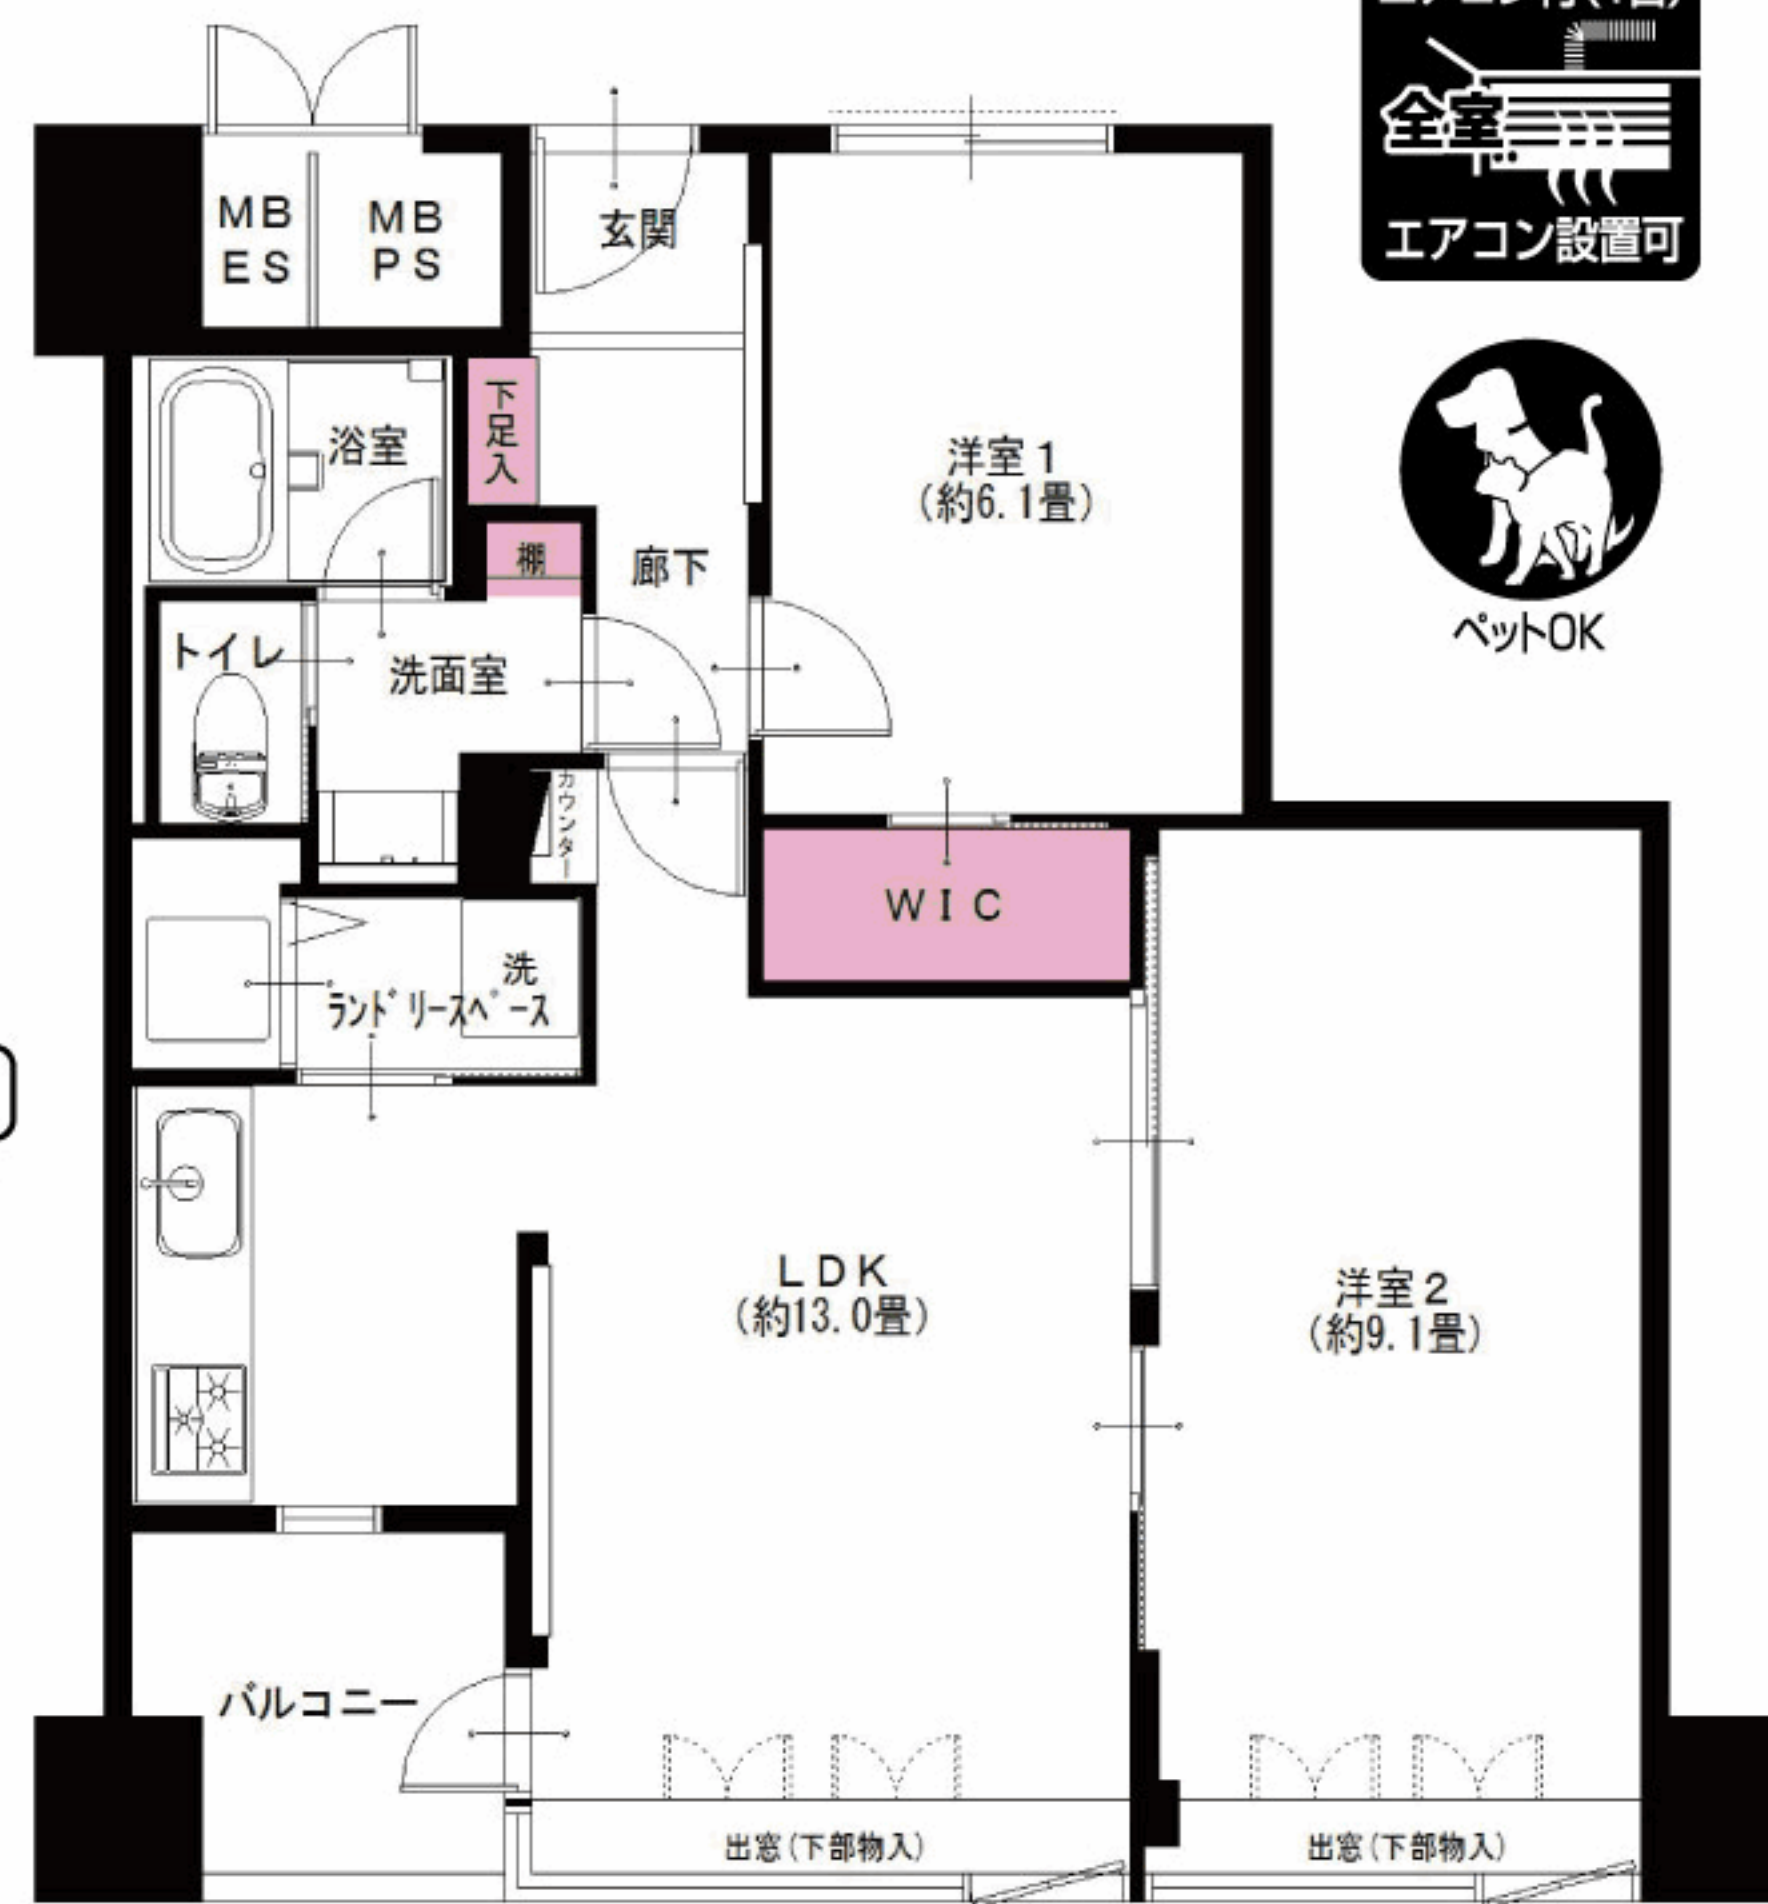 全室
エアコン設置可
ペットOK
MB
ES
MB
PS
玄関
下足入
浴室
棚
廊下
洋室1
(約6.1畳)
トイレ
洗面室
カウンター
WIC
洗
ランドリースペース
LDK
(約13.0畳)
洋室2
(約9.1畳)
バルコニー
出窓(下部物入)
出窓(下部物入)